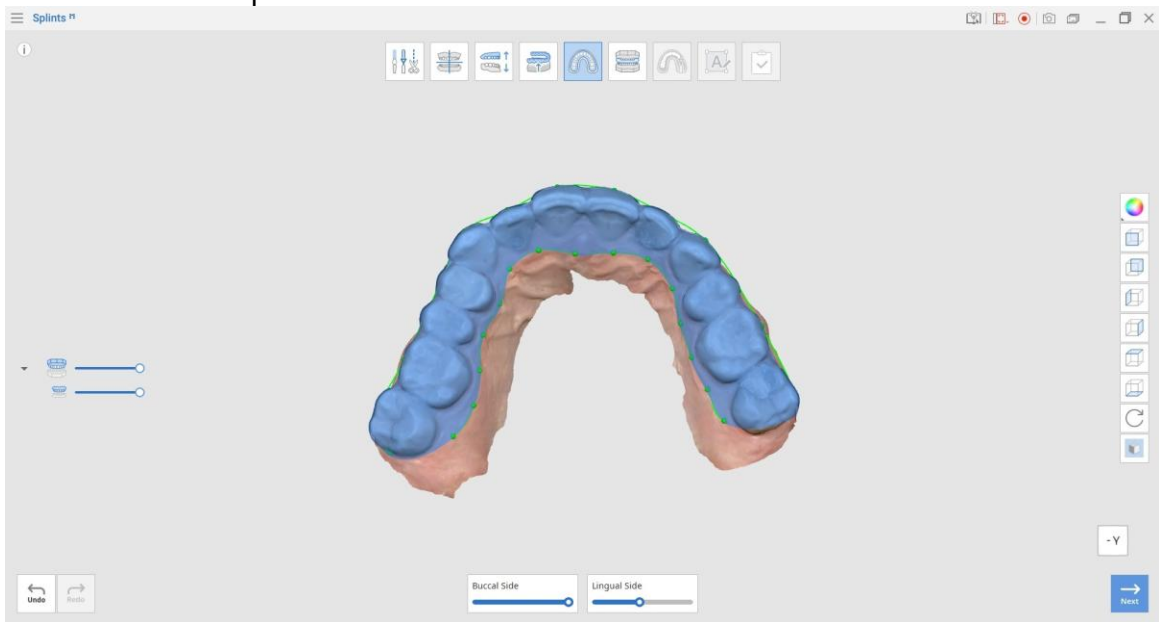 Splints
A
- Y
Undo
Redo
Buccal Side
Lingual Side
Next